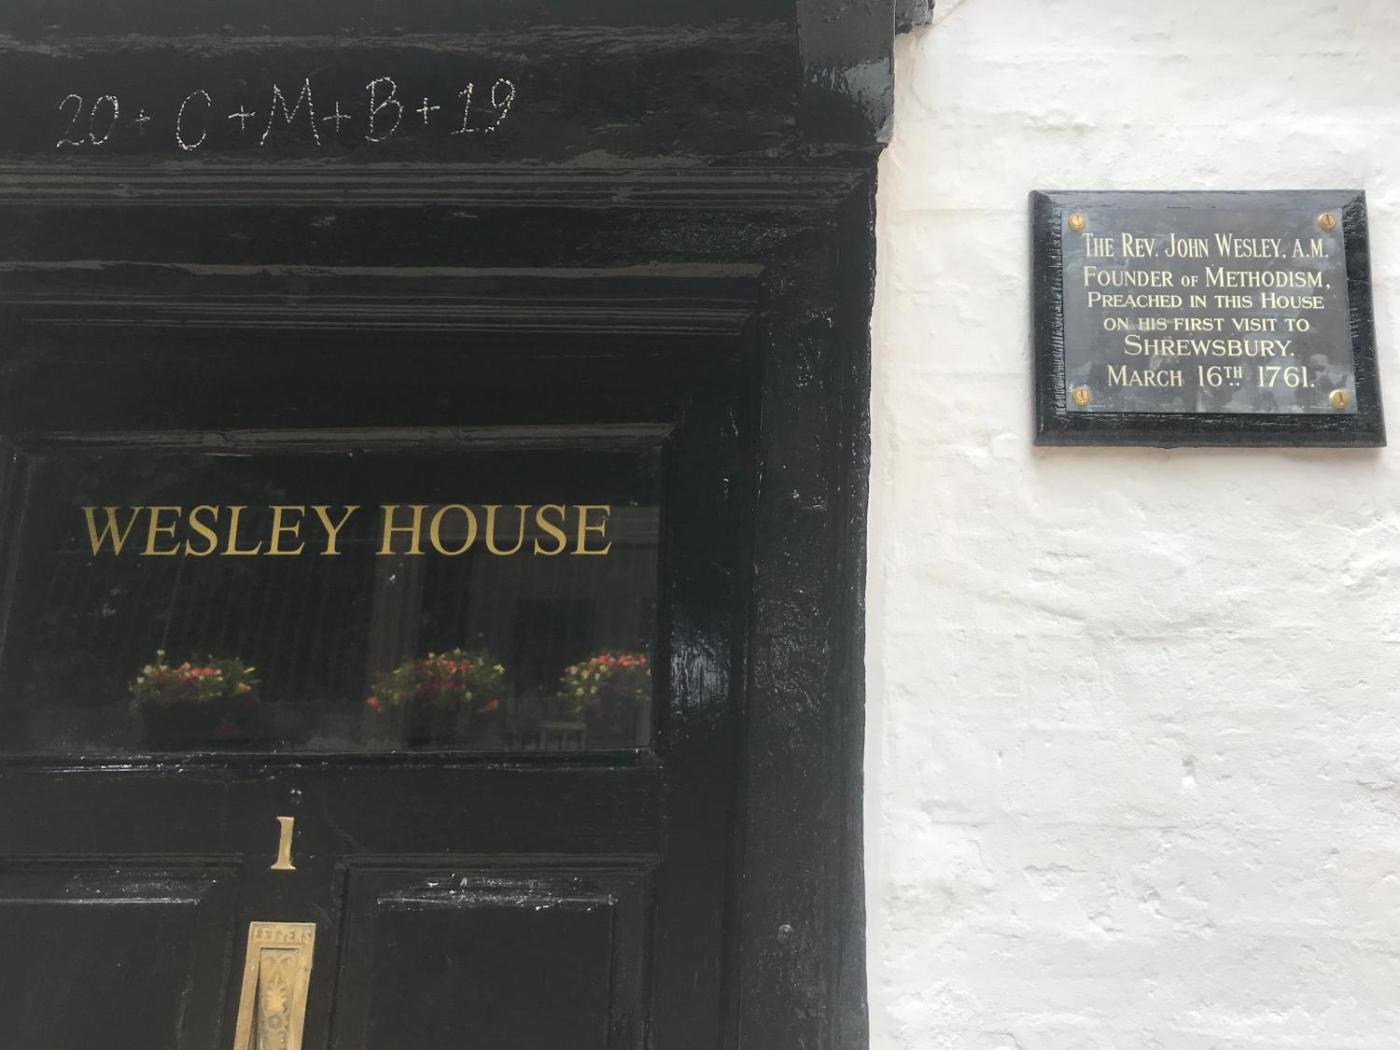 20+C+M+B+19
WESLEY HOUSE
1
LETTERS
THE REV. JOHN WESLEY, A.M.
FOUNDER OF METHODISM,
PREACHED IN THIS HOUSE
ON HIS FIRST VISIT TO
SHREWSBURY.
MARCH 16TH 1761.